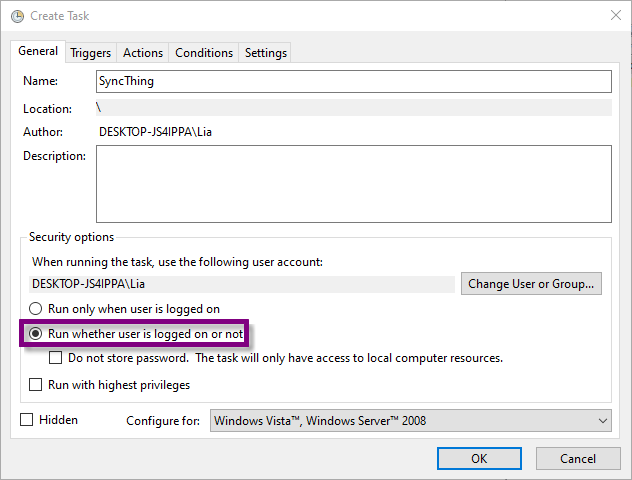 Create Task
General Triggers Actions Conditions Settings
Name: SyncThing
Location: \
Author: DESKTOP-JS4IPPA\Lia
Description:
Security options
When running the task, use the following user account:
DESKTOP-JS4IPPA\Lia Change User or Group...
Run only when user is logged on
Run whether user is logged on or not
Do not store password. The task will only have access to local computer resources.
Run with highest privileges
Hidden Configure for: Windows Vista™, Windows Server™ 2008
OK Cancel